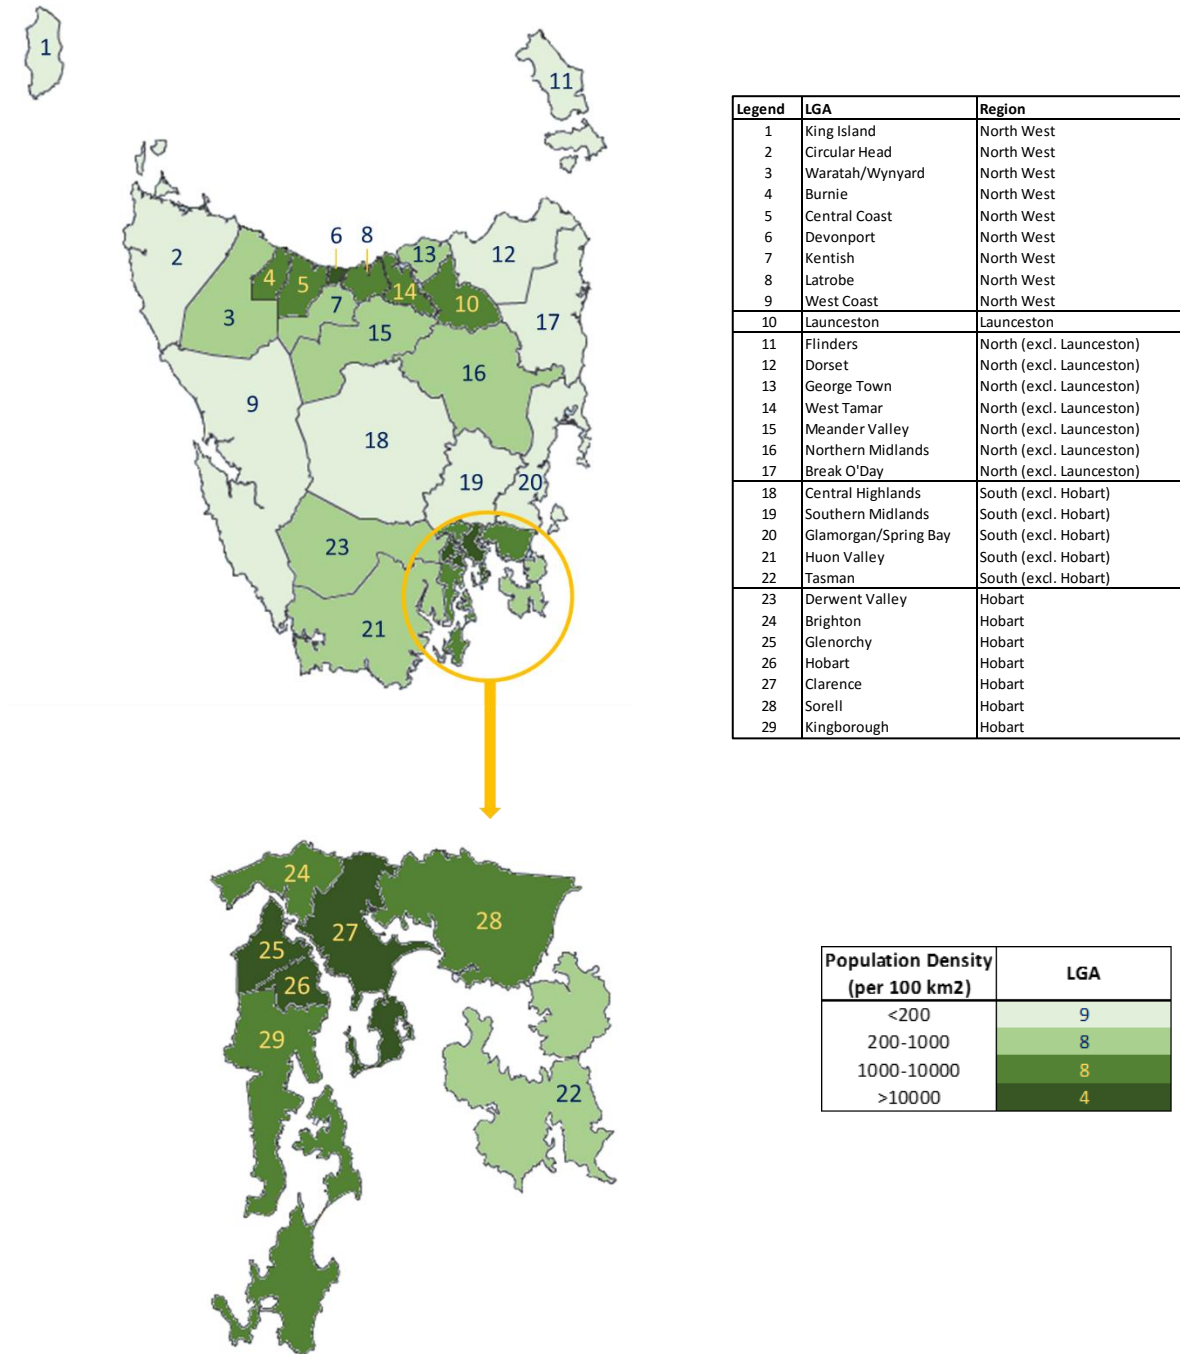 1
11
2
6 8
13
12
4
5
7
14
10
3
15
17
16
9
18
19
20
23
21
Legend LGA Region
1 King Island North West
2 Circular Head North West
3 Waratah/Wynyard North West
4 Burnie North West
5 Central Coast North West
6 Devonport North West
7 Kentish North West
8 Latrobe North West
9 West Coast North West
10 Launceston Launceston
11 Flinders North (excl. Launceston)
12 Dorset North (excl. Launceston)
13 George Town North (excl. Launceston)
14 West Tamar North (excl. Launceston)
15 Meander Valley North (excl. Launceston)
16 Northern Midlands North (excl. Launceston)
17 Break O'Day North (excl. Launceston)
18 Central Highlands South (excl. Hobart)
19 Southern Midlands South (excl. Hobart)
20 Glamorgan/Spring Bay South (excl. Hobart)
21 Huon Valley South (excl. Hobart)
22 Tasman South (excl. Hobart)
23 Derwent Valley Hobart
24 Brighton Hobart
25 Glenorchy Hobart
26 Hobart Hobart
27 Clarence Hobart
28 Sorell Hobart
29 Kingborough Hobart
24
27
28
25
26
29
22
Population Density
(per 100 km2) LGA
<200 9
200-1000 8
1000-10000 8
>10000 4